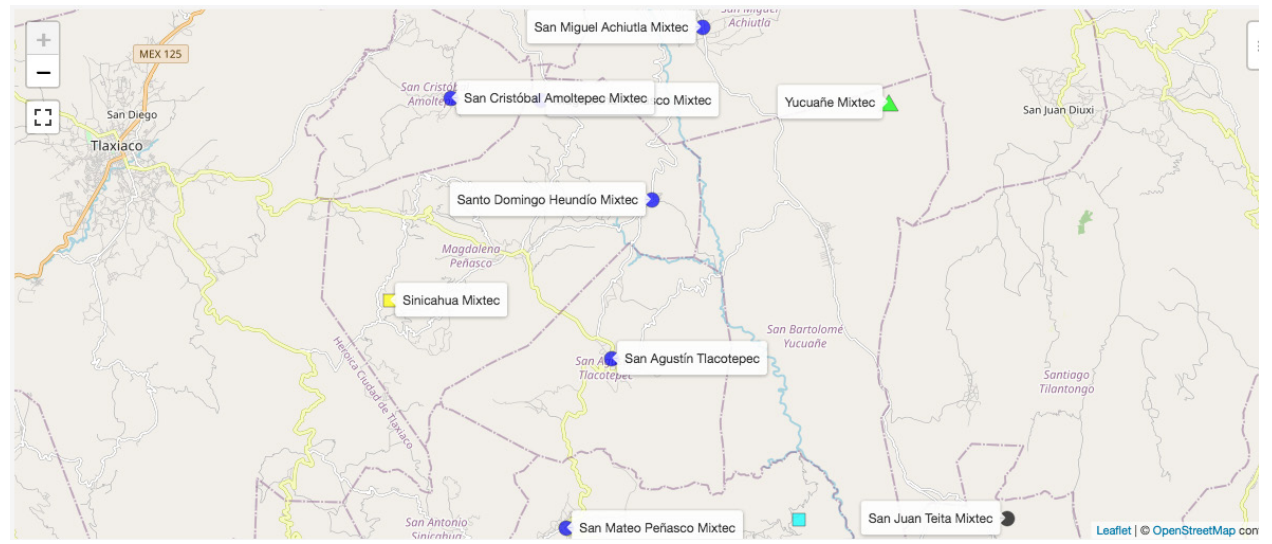 San Miguel
Achiutla
San Miguel Achiutla Mixtec
+
−
MEX 125
San Cristóbal Amoltepec Mixtec
sco Mixtec
Yucuañe Mixtec
San Diego
San Juan Diuxi
Tlaxiaco
Santo Domingo Heundío Mixtec
Magdalena
Peñasco
Sinicahua Mixtec
San Bartolomé
Yucuañe
San Agustín Tlacotepec
Tlacotepec
Heroica Ciudad de Tlaxiaco
Santiago
Tilantongo
San Antonio
Sinicahua
San Mateo Peñasco Mixtec
San Juan Teita Mixtec
Leaflet | © OpenStreetMap con